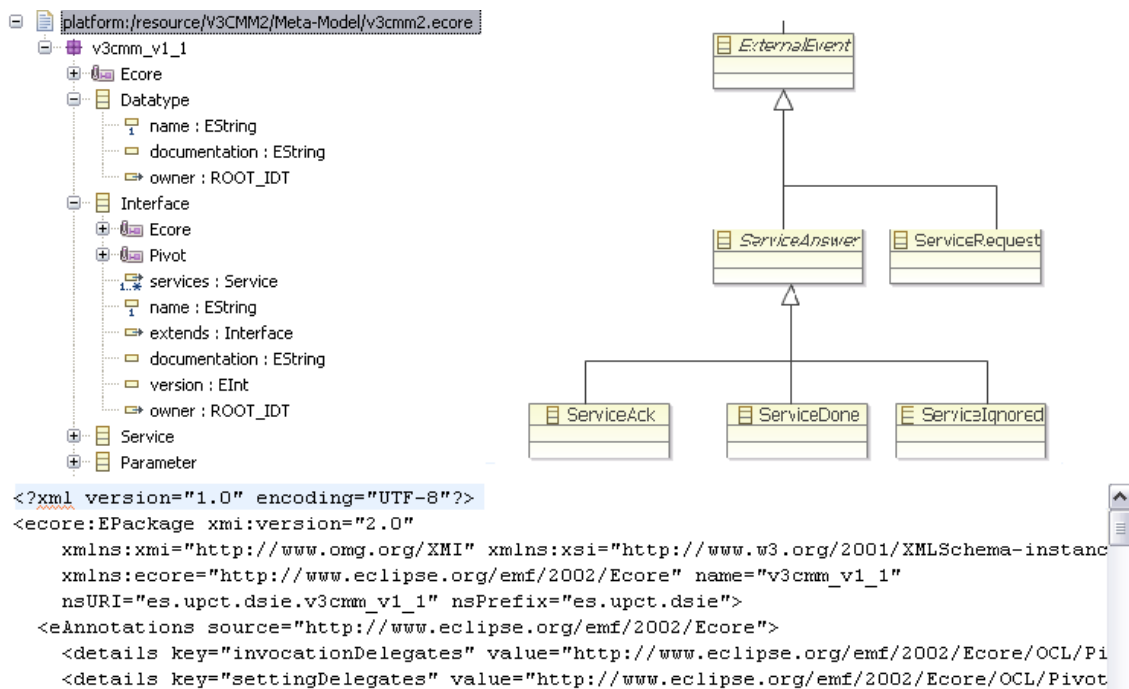 platform:/resource/V3CMM2/Meta-Model/v3cmm2.ecore
v3cmm_v1_1
Ecore
Datatype
1 name : EString
documentation : EString
owner : ROOT_IDT
Interface
Ecore
Pivot
1..* services : Service
1 name : EString
extends : Interface
documentation : EString
version : EInt
owner : ROOT_IDT
Service
Parameter
ExternalEvent
ServiceAnswer
ServiceRequest
ServiceAck
ServiceDone
ServiceIgnored
<?xml version="1.0" encoding="UTF-8"?>
<ecore:EPackage xmi:version="2.0"
xmlns:xmi="http://www.omg.org/XMI" xmlns:xsi="http://www.w3.org/2001/XMLSchema-instanc
xmlns:ecore="http://www.eclipse.org/emf/2002/Ecore" name="v3cmm_v1_1"
nsURI="es.upct.dsie.v3cmm_v1_1" nsPrefix="es.upct.dsie">
<eAnnotations source="http://www.eclipse.org/emf/2002/Ecore">
<details key="invocationDelegates" value="http://www.eclipse.org/emf/2002/Ecore/OCL/Pi
<details key="settingDelegates" value="http://www.eclipse.org/emf/2002/Ecore/OCL/Pivot